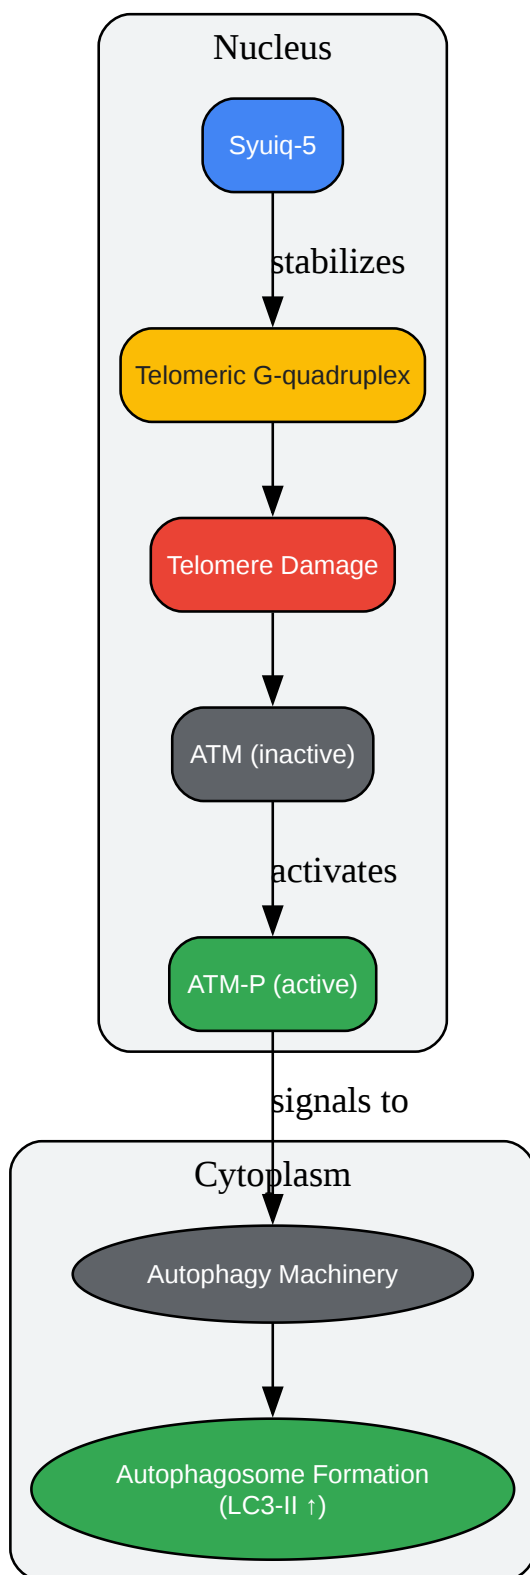 Nucleus
Syuiq-5
stabilizes
Telomeric G-quadruplex
Telomere Damage
ATM (inactive)
activates
ATM-P (active)
signals to
Cytoplasm
Autophagy Machinery
Autophagosome Formation
(LC3-II ↑)